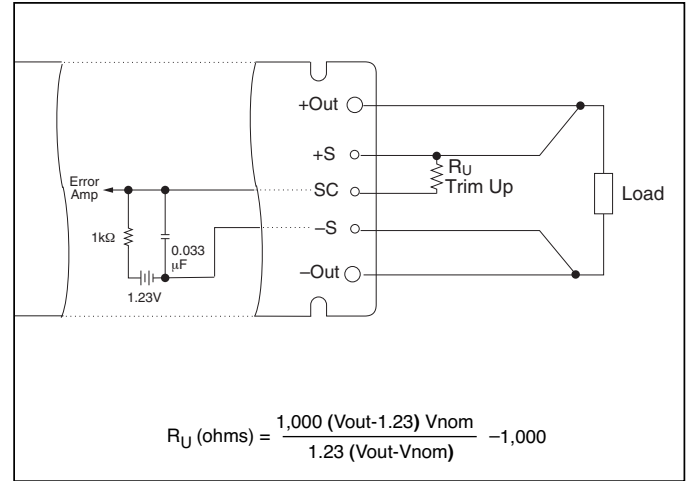 +Out
+S
RU
Trim Up
Error
Amp
SC
Load
1kΩ
0.033
µF
–S
1.23V
–Out
RU (ohms) = 1,000 (Vout-1.23) Vnom
1.23 (Vout-Vnom)
–1,000